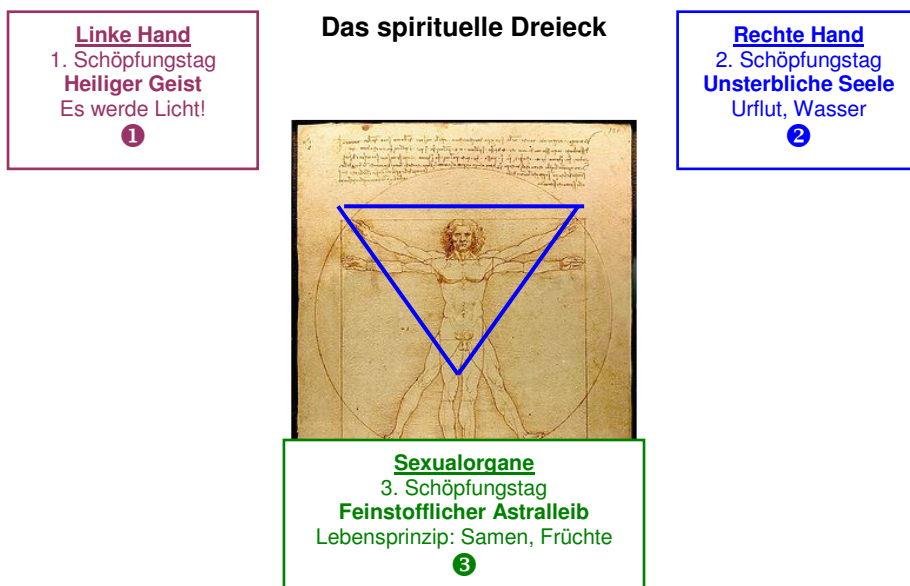 Das spirituelle Dreieck
Linke Hand
1. Schöpfungstag
Heiliger Geist
Es werde Licht!
❶
Rechte Hand
2. Schöpfungstag
Unsterbliche Seele
Urflut, Wasser
❷
Sexualorgane
3. Schöpfungstag
Feinstofflicher Astralleib
Lebensprinzip: Samen, Früchte
❸